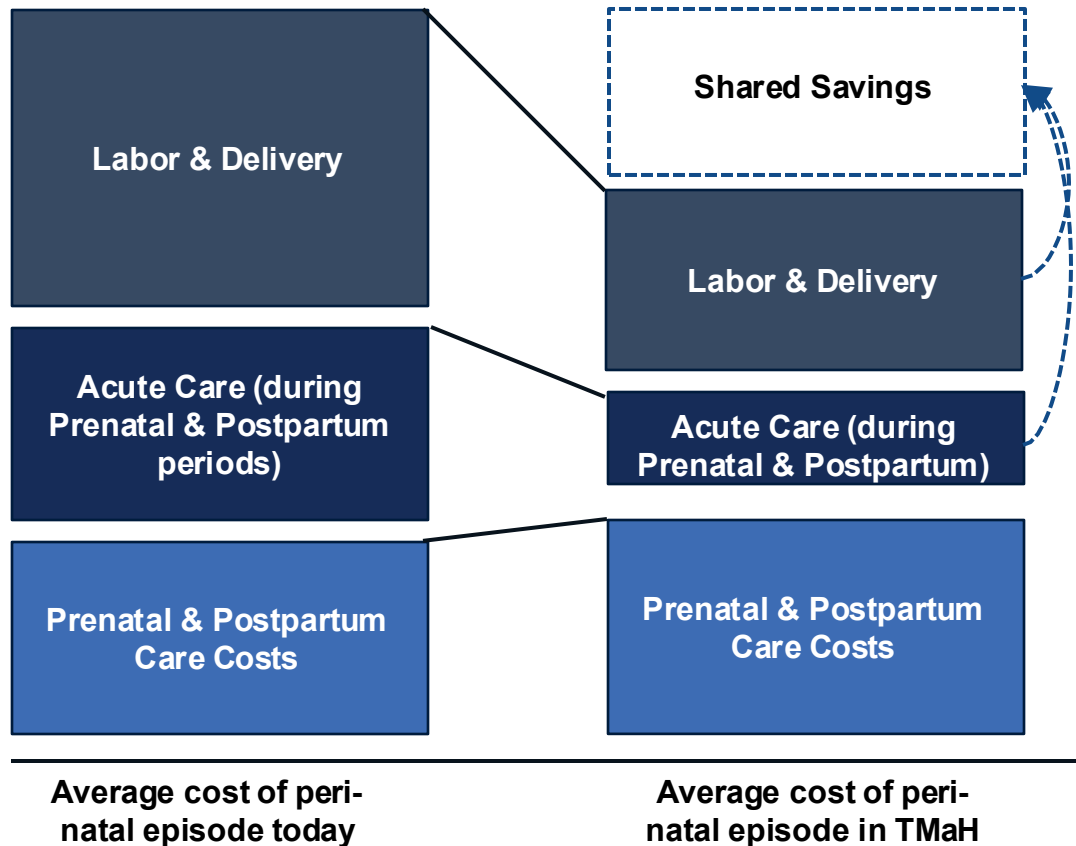 Labor & Delivery
Acute Care (during
Prenatal & Postpartum
periods)
Prenatal & Postpartum
Care Costs
Average cost of peri-
natal episode today
Shared Savings
Labor & Delivery
Acute Care (during
Prenatal & Postpartum)
Prenatal & Postpartum
Care Costs
Average cost of peri-
natal episode in TMaH